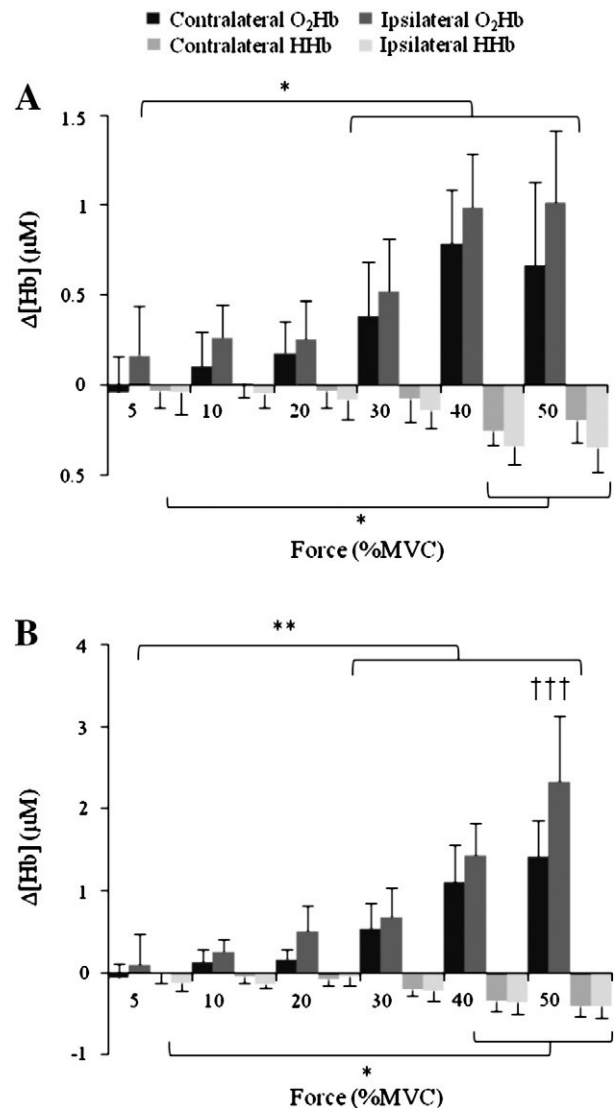 Contralateral O₂Hb Ipsilateral O₂Hb
Contralateral HHb Ipsilateral HHb
A
*
1.5
1
0.5
0
0.5
Δ[Hb] (μM)
5 10 20 30 40 50
*
Force (%MVC)
B
**
†††
4
3
2
1
0
-1
Δ[Hb] (μM)
5 10 20 30 40 50
*
Force (%MVC)